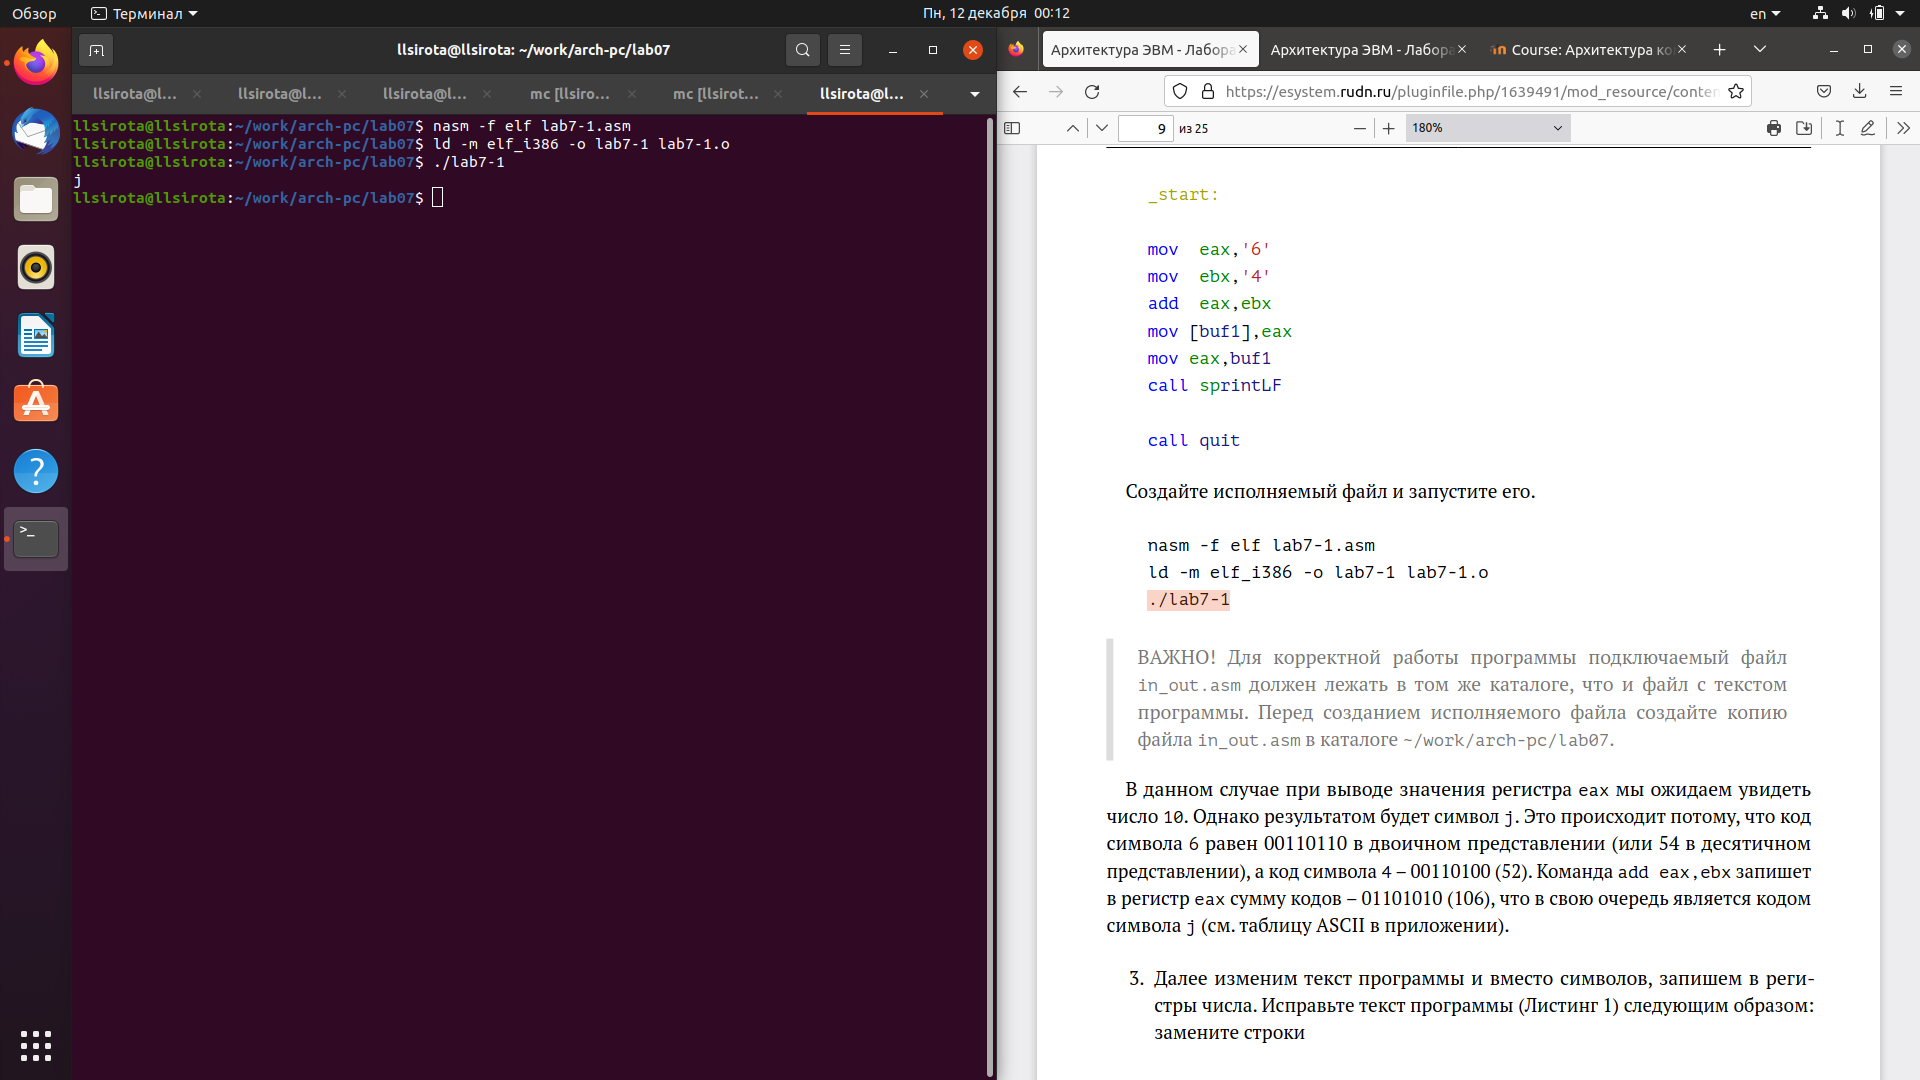 Обзор
Терминал
Пн, 12 декабря 00:12
en
llsirota@llsirota: ~/work/arch-pc/lab07
llsirota@l...
llsirota@l...
llsirota@l...
mc [llsiro...
mc [llsirot...
llsirota@l...
llsirota@llsirota:~/work/arch-pc/lab07$ nasm -f elf lab7-1.asm
llsirota@llsirota:~/work/arch-pc/lab07$ ld -m elf_i386 -o lab7-1 lab7-1.o
llsirota@llsirota:~/work/arch-pc/lab07$ ./lab7-1
j
llsirota@llsirota:~/work/arch-pc/lab07$
Архитектура ЭВМ - Лабора
Архитектура ЭВМ - Лабора
Course: Архитектура ко
https://esystem.rudn.ru/pluginfile.php/1639491/mod_resource/conten
9 из 25
180%
_start:
mov eax,'6'
mov ebx,'4'
add eax,ebx
mov [buf1],eax
mov eax,buf1
call sprintLF
call quit
Создайте исполняемый файл и запустите его.
nasm -f elf lab7-1.asm
ld -m elf_i386 -o lab7-1 lab7-1.o
./lab7-1
ВАЖНО! Для корректной работы программы подключаемый файл
in_out.asm должен лежать в том же каталоге, что и файл с текстом
программы. Перед созданием исполняемого файла создайте копию
файла in_out.asm в каталоге ~/work/arch-pc/lab07.
В данном случае при выводе значения регистра eax мы ожидаем увидеть
число 10. Однако результатом будет символ j. Это происходит потому, что код
символа 6 равен 00110110 в двоичном представлении (или 54 в десятичном
представлении), а код символа 4 – 00110100 (52). Команда add eax,ebx запишет
в регистр eax сумму кодов – 01101010 (106), что в свою очередь является кодом
символа j (см. таблицу ASCII в приложении).
3. Далее изменим текст программы и вместо символов, запишем в реги-
стры числа. Исправьте текст программы (Листинг 1) следующим образом:
замените строки